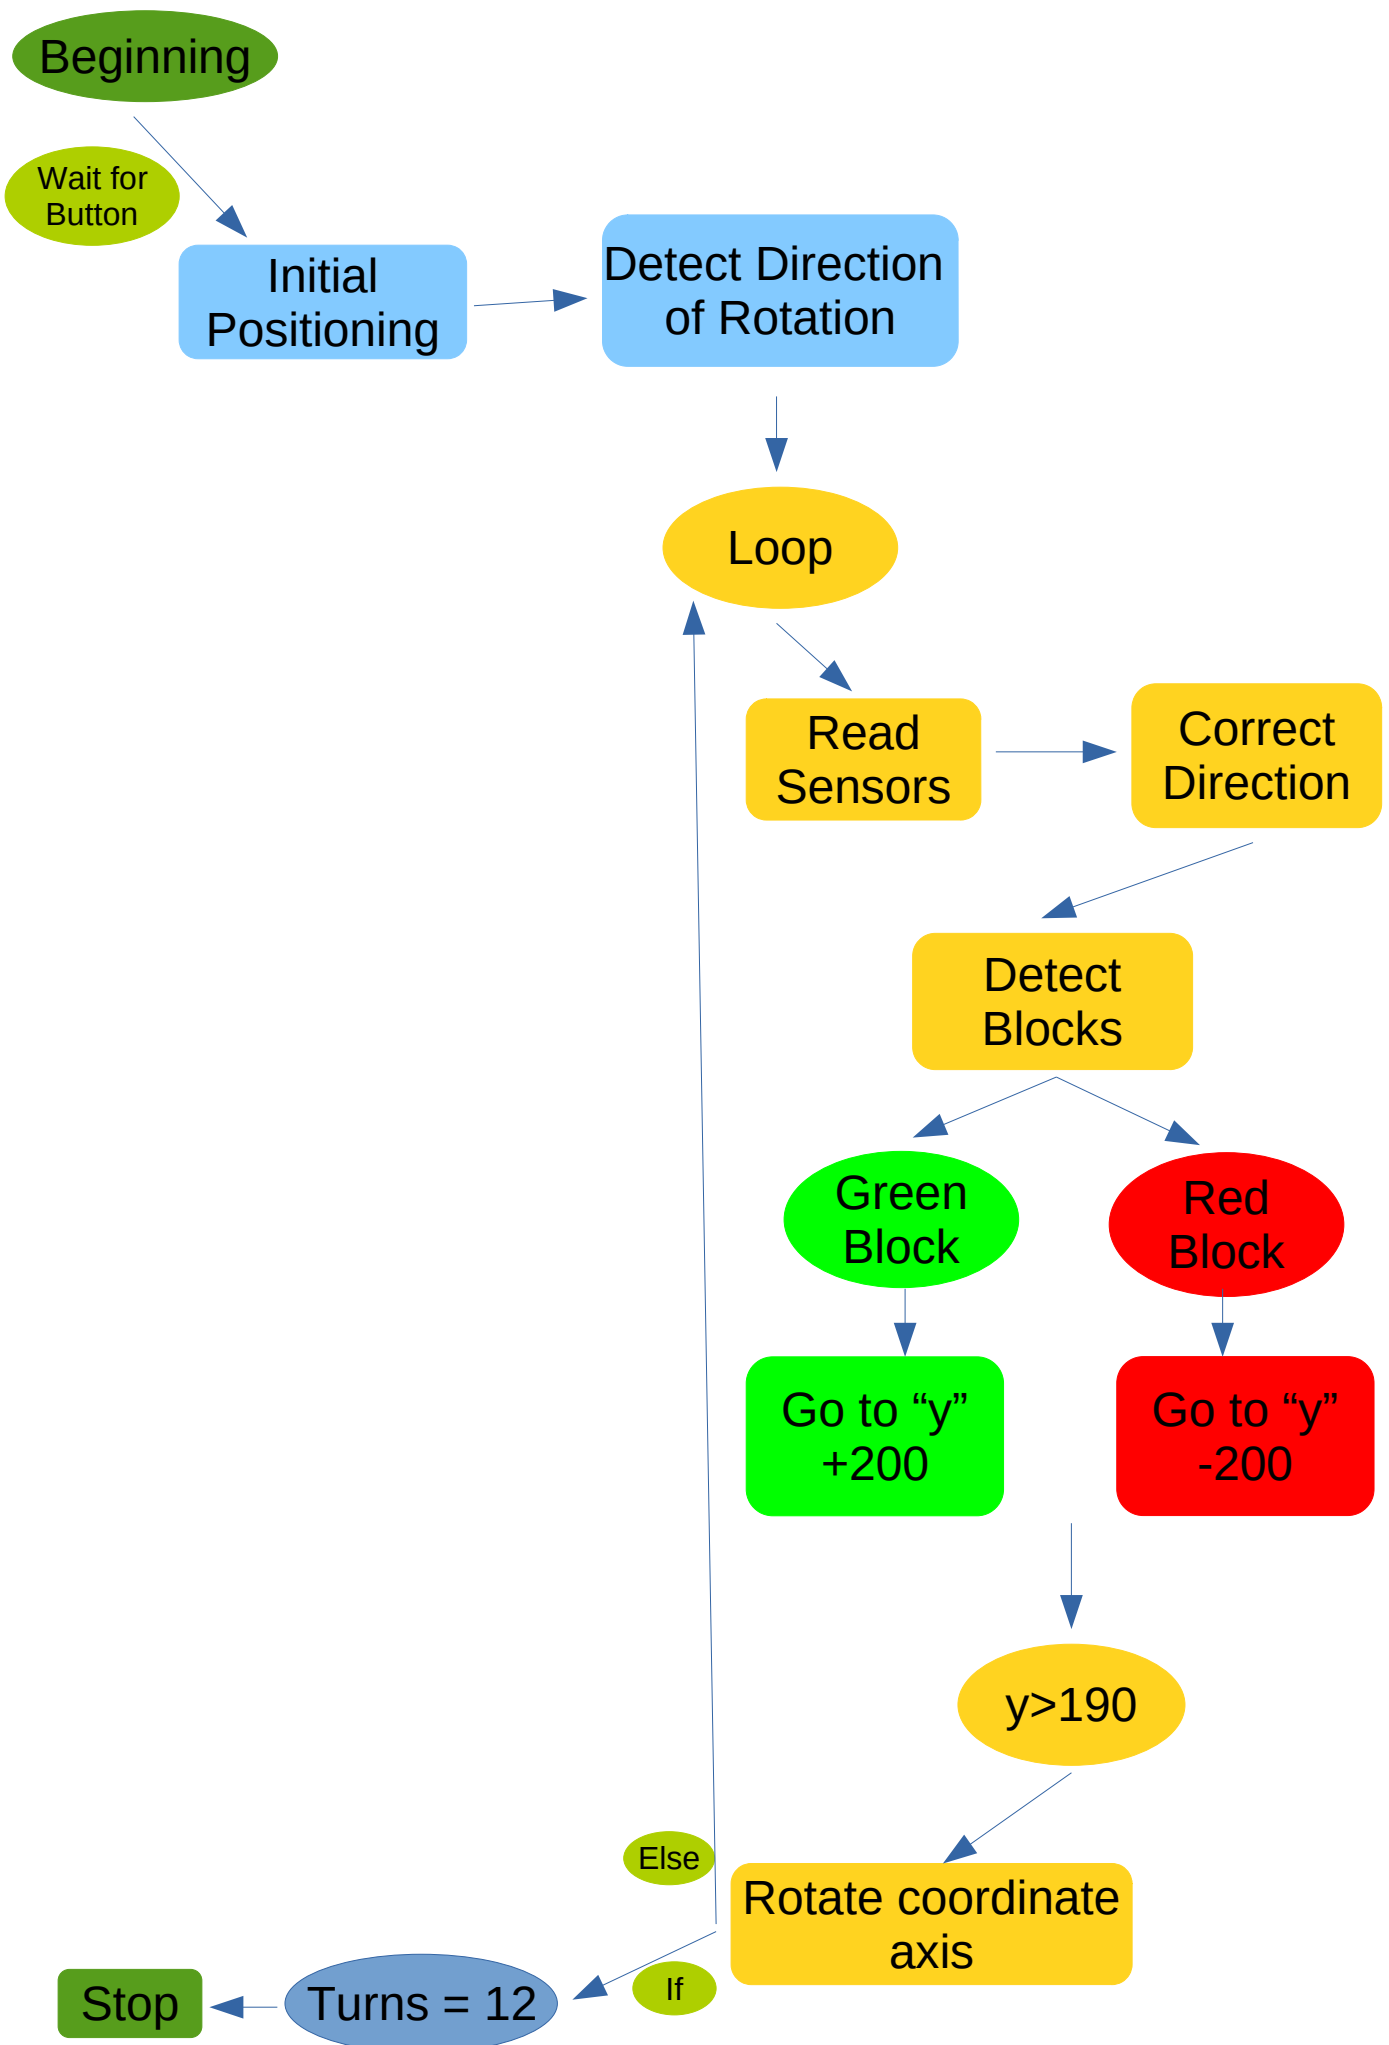 Beginning
Wait for
Button
Initial
Positioning
Detect Direction
of Rotation
Loop
Read
Sensors
Correct
Direction
Detect
Blocks
Green
Block
Red
Block
Go to “y”
+200
Go to “y”
-200
y>190
Else
Rotate coordinate
axis
If
Turns = 12
Stop